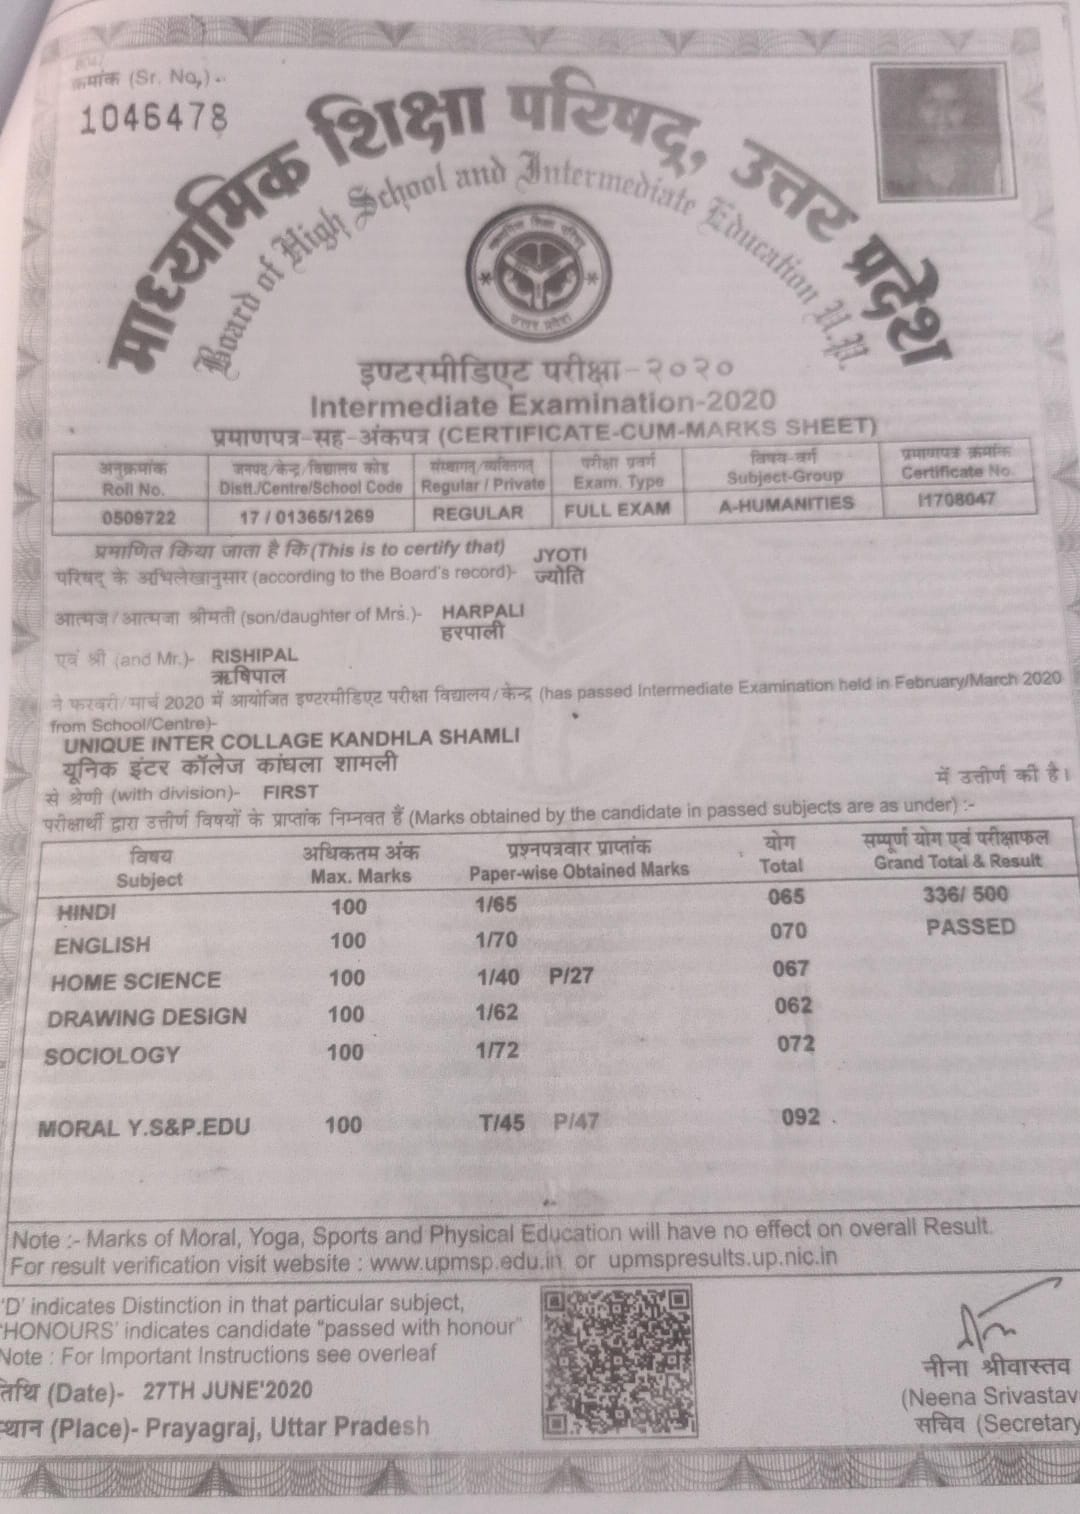 क्रमांक (Sr. No.) -
1046478
माध्यमिक शिक्षा परिषद्, उत्तर प्रदेश
Board of High School and Intermediate Education U.P.
इण्टरमीडिएट परीक्षा-२०२०
Intermediate Examination-2020
प्रमाणपत्र-सह-अंकपत्र (CERTIFICATE-CUM-MARKS SHEET)
अनुक्रमांक जनपद/केन्द्र/विद्यालय कोड संस्थागत/व्यक्तिगत परीक्षा प्रवर्ग विषय-वर्ग प्रमाणपत्र क्रमांक
Roll No. Distt./Centre/School Code Regular / Private Exam. Type Subject-Group Certificate No.
0509722 17 / 01365/1269 REGULAR FULL EXAM A-HUMANITIES I1708047
प्रमाणित किया जाता है कि (This is to certify that) JYOTI
परिषद् के अभिलेखानुसार (according to the Board's record)- ज्योति
आत्मज/आत्मजा श्रीमती (son/daughter of Mrs.)- HARPALI
हरपाली
एवं श्री (and Mr.)- RISHIPAL
ऋषिपाल
ने फरवरी/मार्च 2020 में आयोजित इण्टरमीडिएट परीक्षा विद्यालय/केन्द्र (has passed Intermediate Examination held in February/March 2020
from School/Centre)-
UNIQUE INTER COLLAGE KANDHLA SHAMLI
यूनिक इंटर कॉलेज कांधला शामली
से श्रेणी (with division)- FIRST में उत्तीर्ण की है।
परीक्षार्थी द्वारा उत्तीर्ण विषयों के प्राप्तांक निम्नवत हैं (Marks obtained by the candidate in passed subjects are as under) :-
विषय अधिकतम अंक प्रश्नपत्रवार प्राप्तांक योग सम्पूर्ण योग एवं परीक्षाफल
Subject Max. Marks Paper-wise Obtained Marks Total Grand Total & Result
HINDI 100 1/65 065 336/ 500
ENGLISH 100 1/70 070 PASSED
HOME SCIENCE 100 1/40 P/27 067
DRAWING DESIGN 100 1/62 062
SOCIOLOGY 100 1/72 072
MORAL Y.S&P.EDU 100 T/45 P/47 092
Note :- Marks of Moral, Yoga, Sports and Physical Education will have no effect on overall Result.
For result verification visit website : www.upmsp.edu.in or upmspresults.up.nic.in
'D' indicates Distinction in that particular subject,
'HONOURS' indicates candidate "passed with honour"
Note : For Important Instructions see overleaf
तिथि (Date)- 27TH JUNE'2020
स्थान (Place)- Prayagraj, Uttar Pradesh
नीना श्रीवास्तव
(Neena Srivastav
सचिव (Secretary